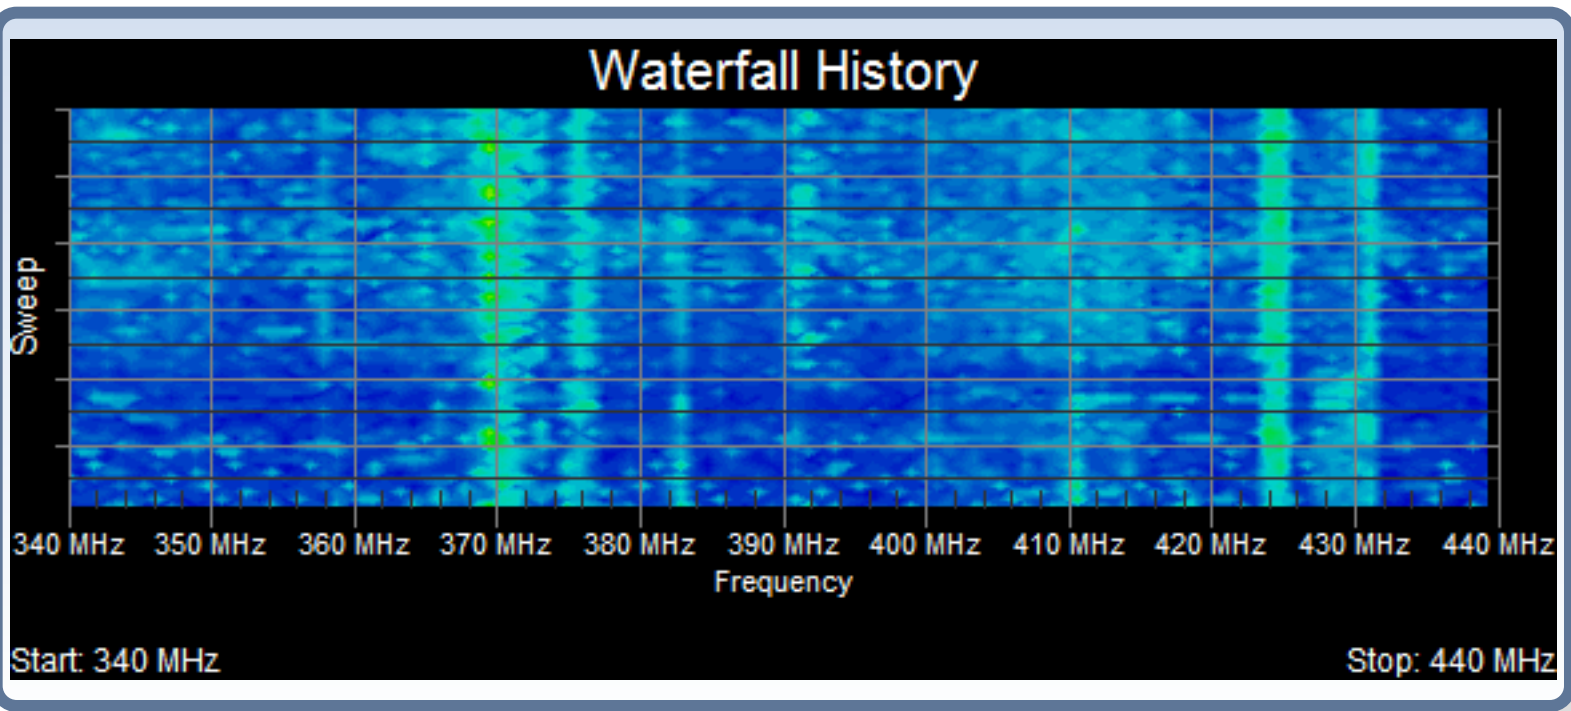 Waterfall History
Sweep
340 MHz 350 MHz 360 MHz 370 MHz 380 MHz 390 MHz 400 MHz 410 MHz 420 MHz 430 MHz 440 MHz
Frequency
Start: 340 MHz Stop: 440 MHz